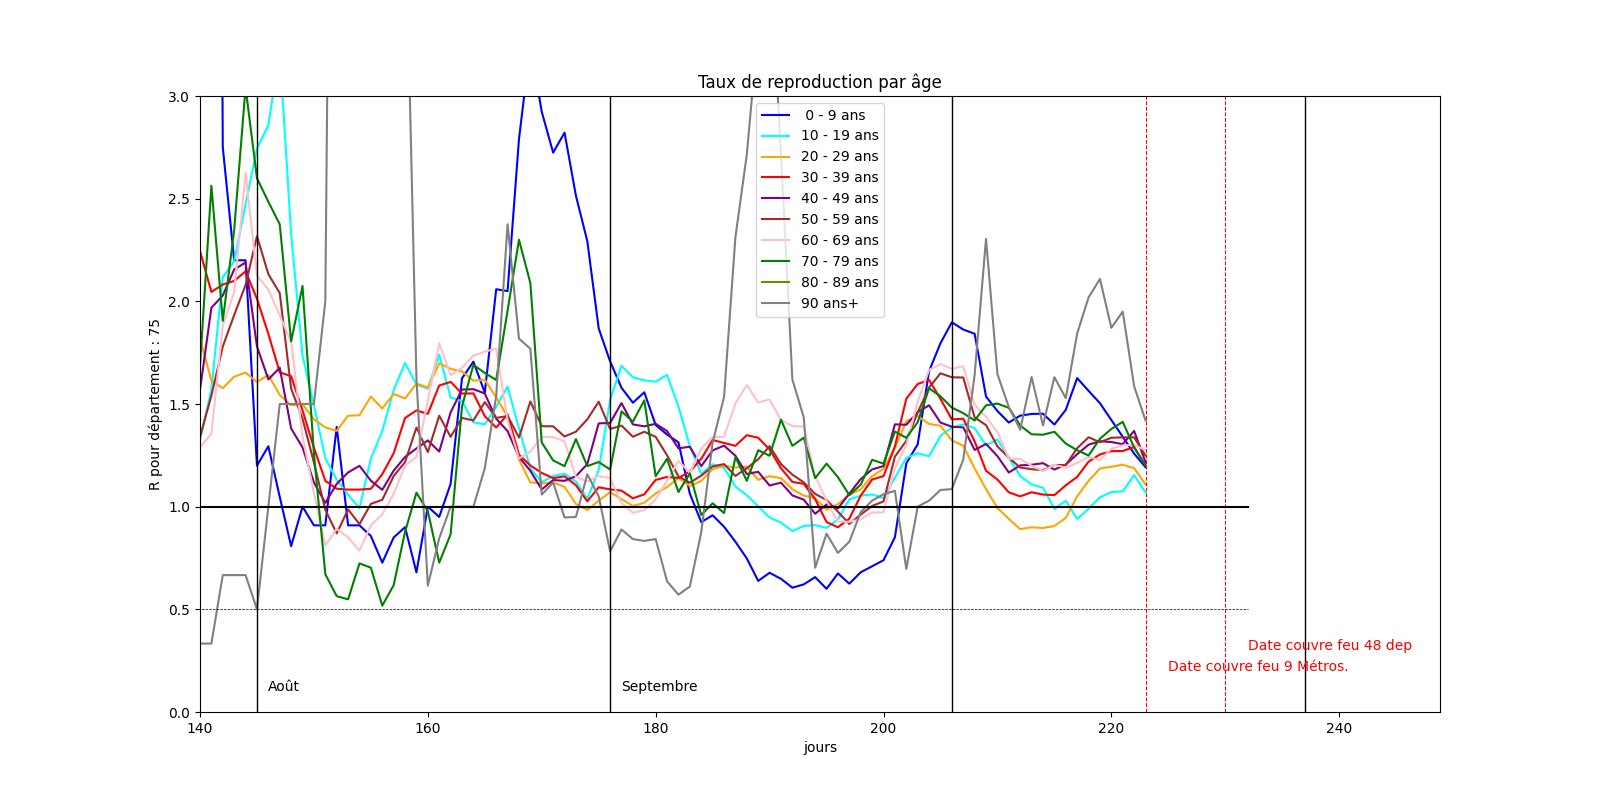 Taux de reproduction par âge
3.0
2.5
2.0
1.5
1.0
0.5
0.0
R pour département : 75
0 - 9 ans
10 - 19 ans
20 - 29 ans
30 - 39 ans
40 - 49 ans
50 - 59 ans
60 - 69 ans
70 - 79 ans
80 - 89 ans
90 ans+
Date couvre feu 48 dep
Date couvre feu 9 Métros.
Août
Septembre
140
160
180
200
220
240
jours